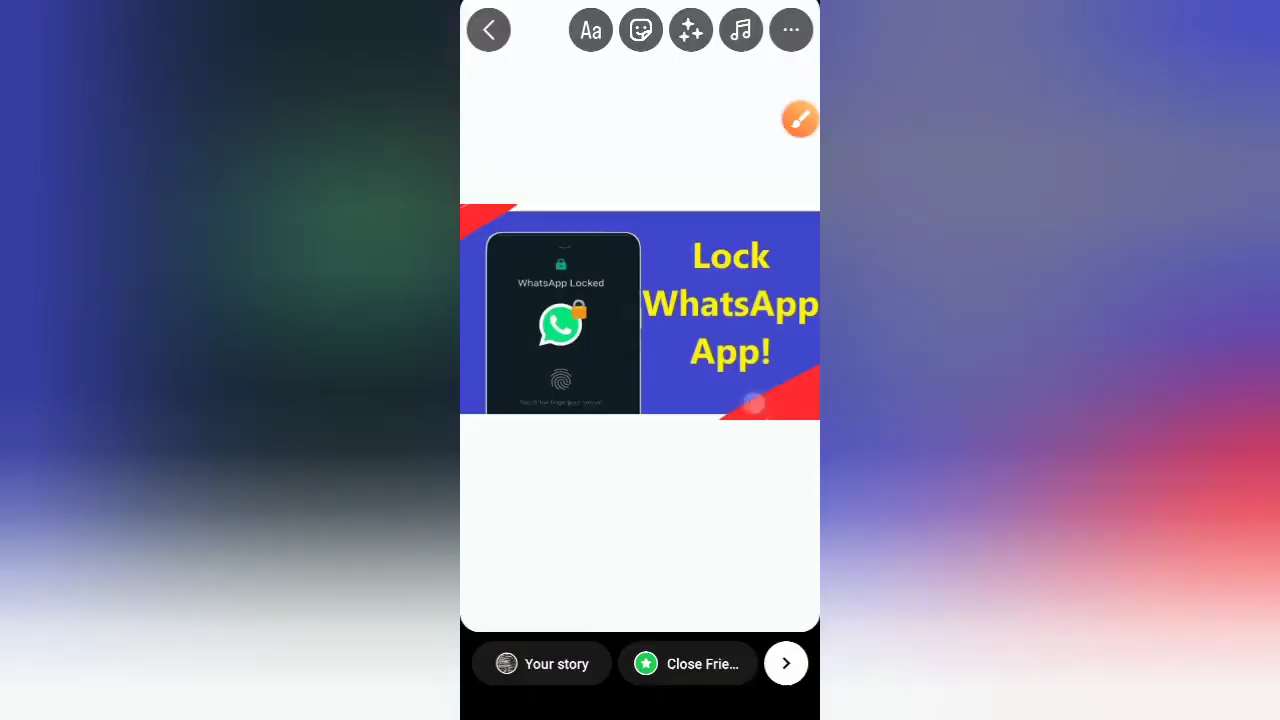 Aa
WhatsApp Locked
Lock
WhatsApp
App!
Your story
Close Frie...